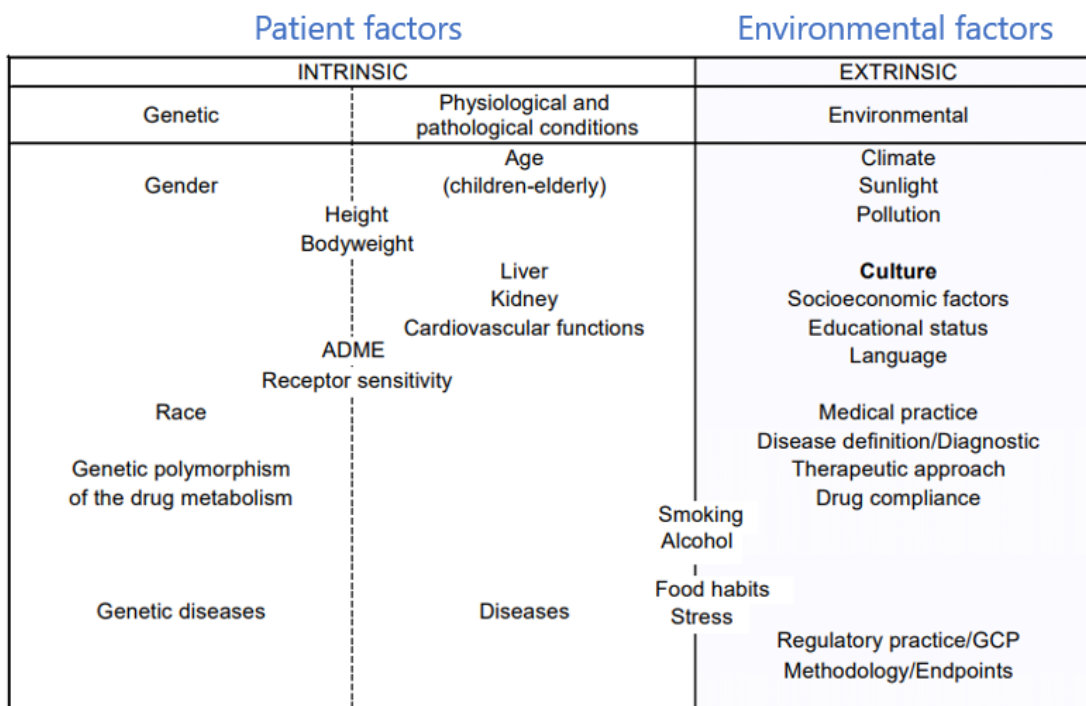 Patient factors
Environmental factors
INTRINSIC
EXTRINSIC
Genetic
Physiological and
pathological conditions
Environmental
Age
Climate
Gender
(children-elderly)
Sunlight
Height
Pollution
Bodyweight
Liver
Culture
Kidney
Socioeconomic factors
Cardiovascular functions
Educational status
ADME
Language
Receptor sensitivity
Race
Medical practice
Disease definition/Diagnostic
Genetic polymorphism
Therapeutic approach
of the drug metabolism
Drug compliance
Smoking
Alcohol
Food habits
Genetic diseases
Diseases
Stress
Regulatory practice/GCP
Methodology/Endpoints